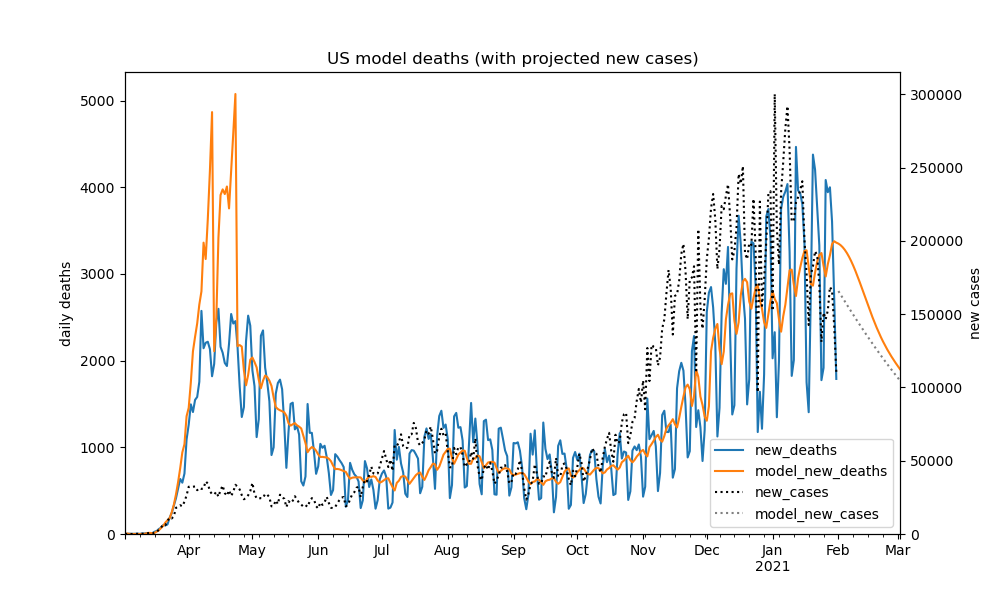 US model deaths (with projected new cases)
daily deaths
5000
4000
3000
2000
1000
0
300000
250000
200000
150000
100000
50000
0
new cases
Apr May Jun Jul Aug Sep Oct Nov Dec Jan Feb Mar
2021
new_deaths
model_new_deaths
new_cases
model_new_cases